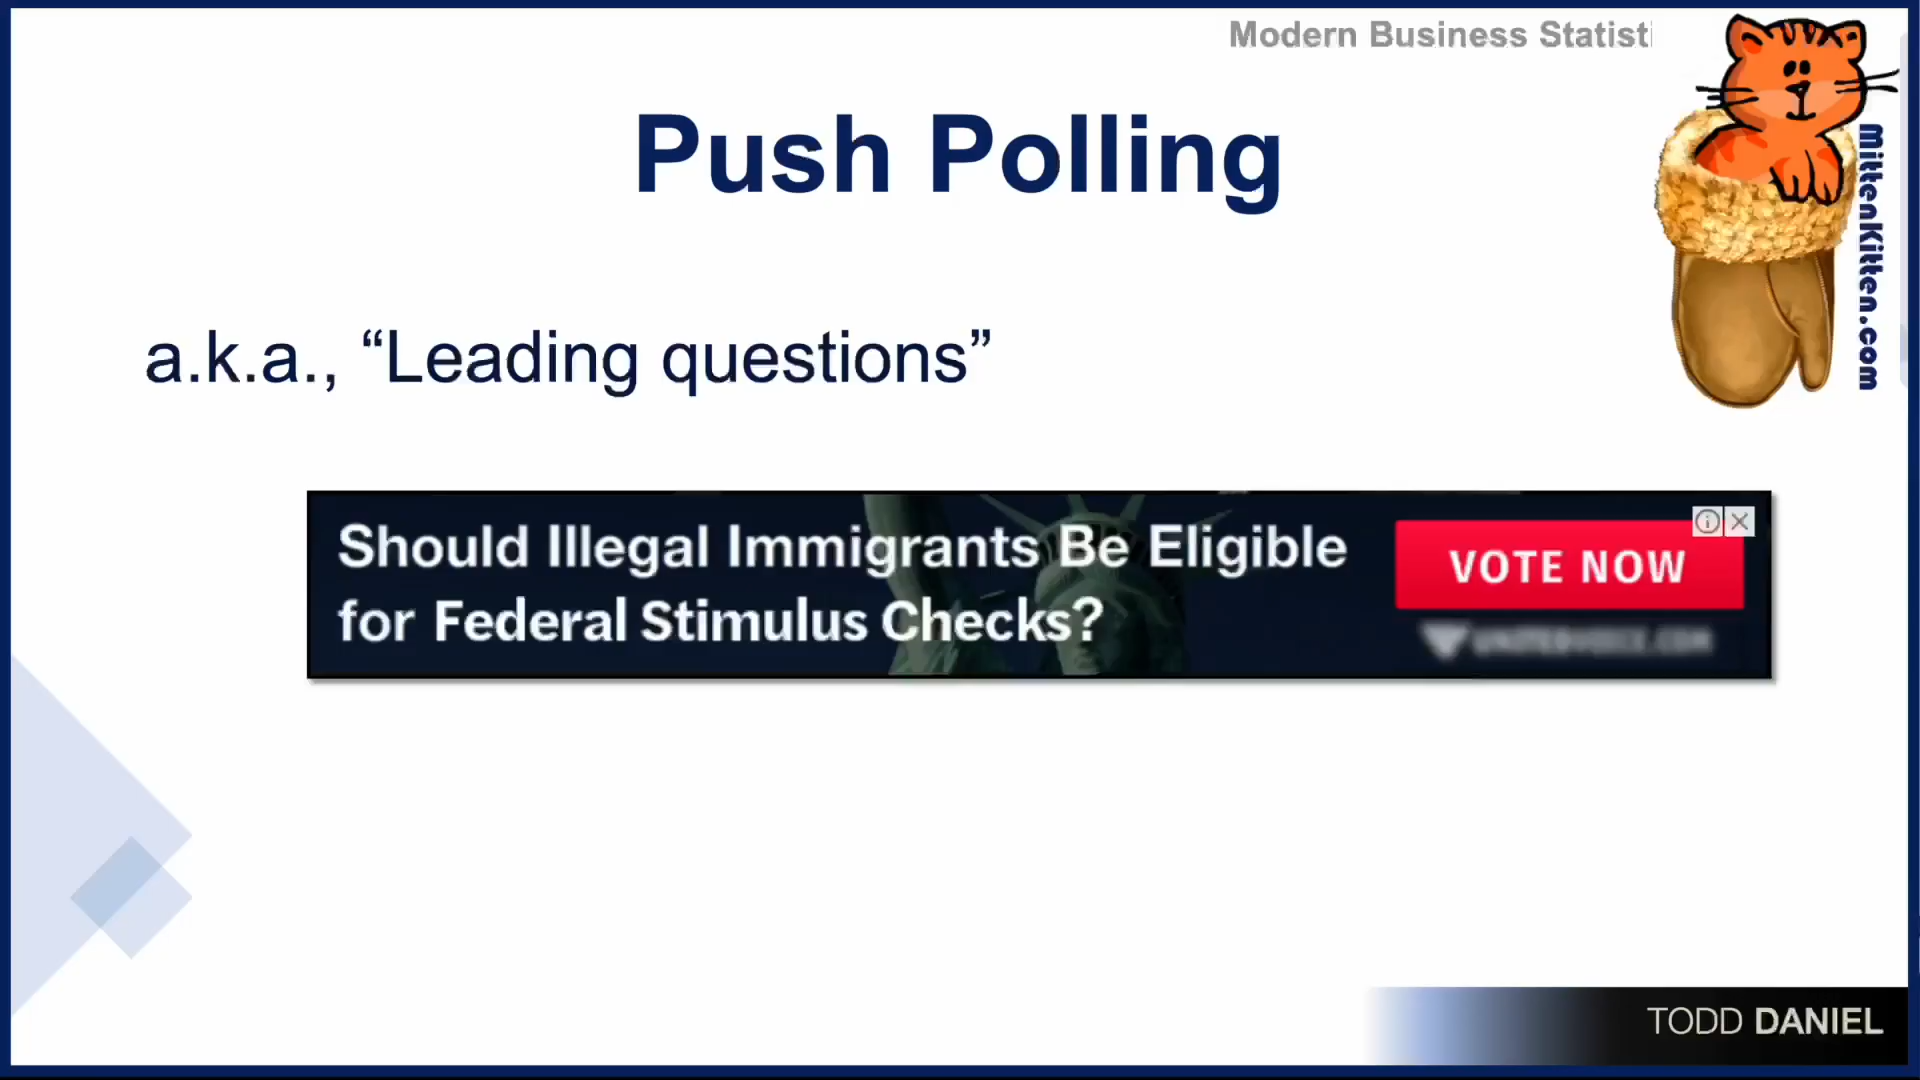 Modern Business Statisti
Push Polling
MittenKitten.com
a.k.a., “Leading questions”
Should Illegal Immigrants Be Eligible
for Federal Stimulus Checks?
VOTE NOW
TODD DANIEL